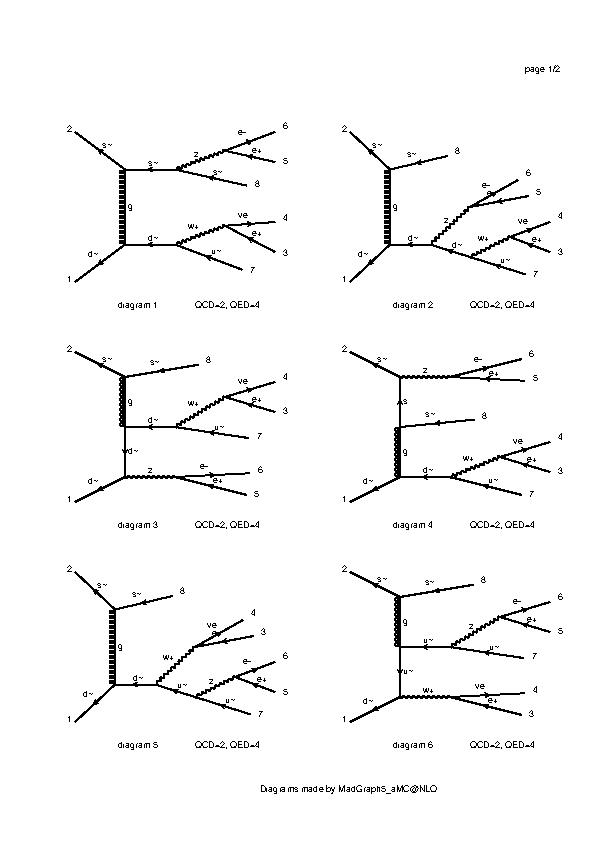 page 1/2
2 s~ s~ z e- 6 e+ 5 s~ 8
g
1 d~ d~ w+ ve 4 e+ 3 u~ 7
diagram 1 QCD=2, QED=4
2 s~ s~ 8
g z e- 6 e+ 5
1 d~ d~ d~ w+ ve 4 e+ 3 u~ 7
diagram 2 QCD=2, QED=4
2 s~ s~ 8
g d~ w+ ve 4 e+ 3 u~ 7
d~
1 d~ z e- 6 e+ 5
diagram 3 QCD=2, QED=4
2 s~ z e- 6 e+ 5
s s~ 8
g
1 d~ d~ w+ ve 4 e+ 3 u~ 7
diagram 4 QCD=2, QED=4
2 s~ s~ 8
g w+ ve 4 e+ 3
1 d~ d~ u~ z e- 6 e+ 5 u~ 7
diagram 5 QCD=2, QED=4
2 s~ s~ 8
g u~ z e- 6 e+ 5 u~ 7
u~
1 d~ w+ ve 4 e+ 3
diagram 6 QCD=2, QED=4
Diagrams made by MadGraph5_aMC@NLO